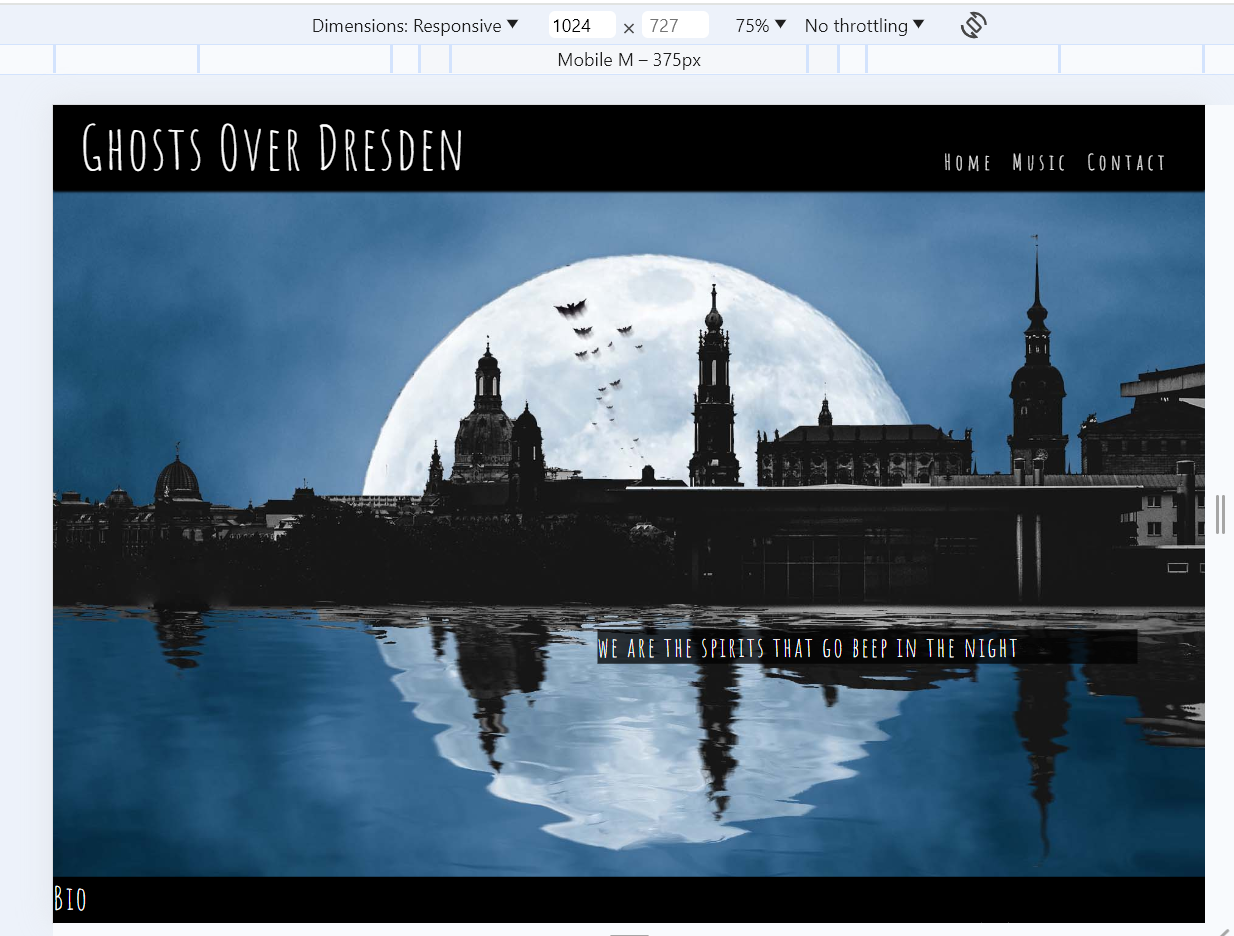 Dimensions: Responsive ▼ 1024 × 727 75% ▼ No throttling ▼
Mobile M – 375px
Ghosts Over Dresden
Home Music Contact
WE ARE THE SPIRITS THAT GO BEEP IN THE NIGHT
Bio